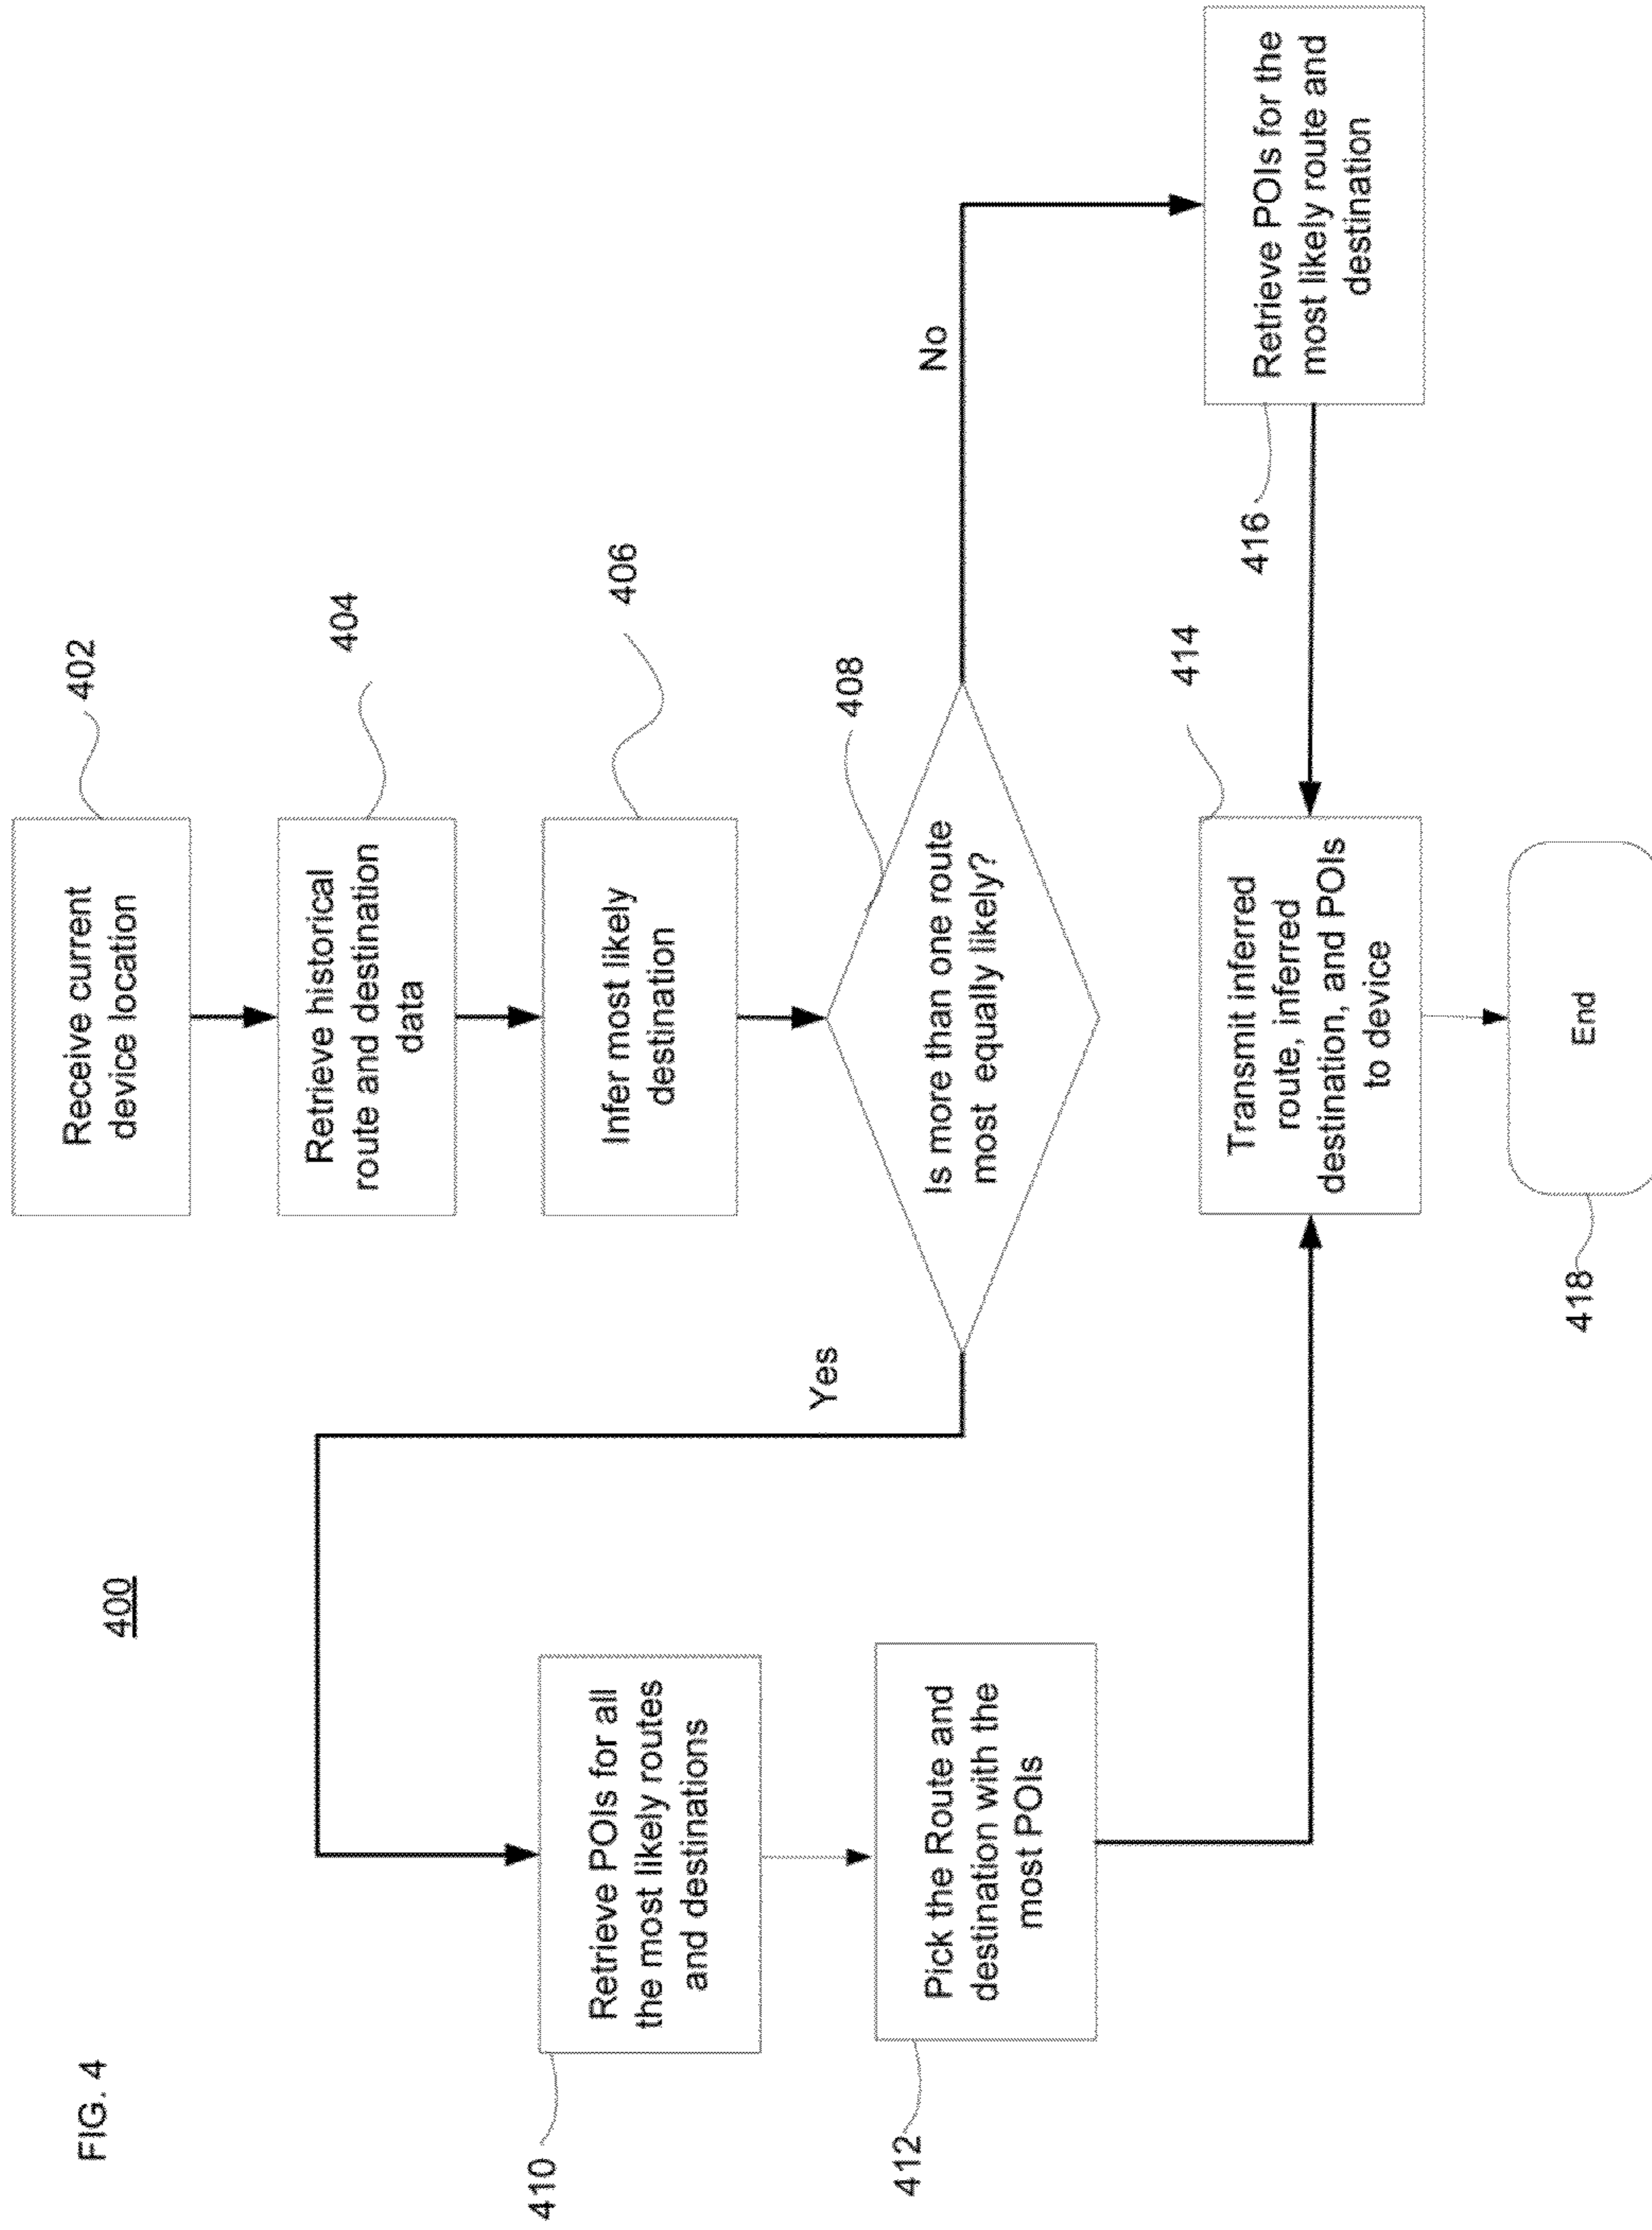 FIG. 4
400
Receive current
device location
402
Retrieve historical
route and destination
data
404
Infer most likely
destination
406
Is more than one route
most equally likely?
408
Yes
No
Retrieve POIs for all
the most likely routes
and destinations
410
Pick the Route and
destination with the
most POIs
412
Transmit inferred
route, inferred
destination, and POIs
to device
414
Retrieve POIs for the
most likely route and
destination
416
End
418